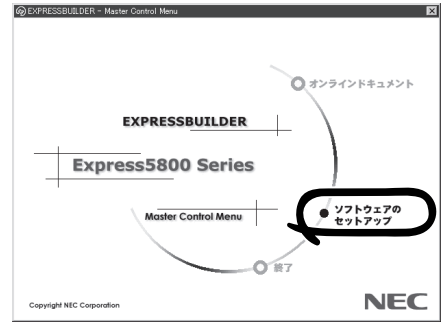 EXPRESSBUILDER - Master Control Menu
オンラインドキュメント
EXPRESSBUILDER
Express5800 Series
Master Control Menu
ソフトウェアの
セットアップ
終了
Copyright NEC Corporation
NEC